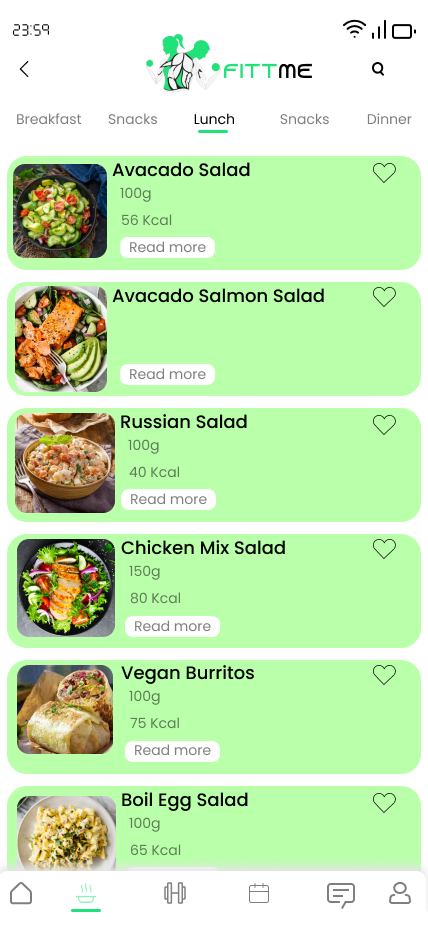 23:59
FITTME
Breakfast Snacks Lunch Snacks Dinner
Avacado Salad
100g
56 Kcal
Read more
Avacado Salmon Salad
Read more
Russian Salad
100g
40 Kcal
Read more
Chicken Mix Salad
150g
80 Kcal
Read more
Vegan Burritos
100g
75 Kcal
Read more
Boil Egg Salad
100g
65 Kcal